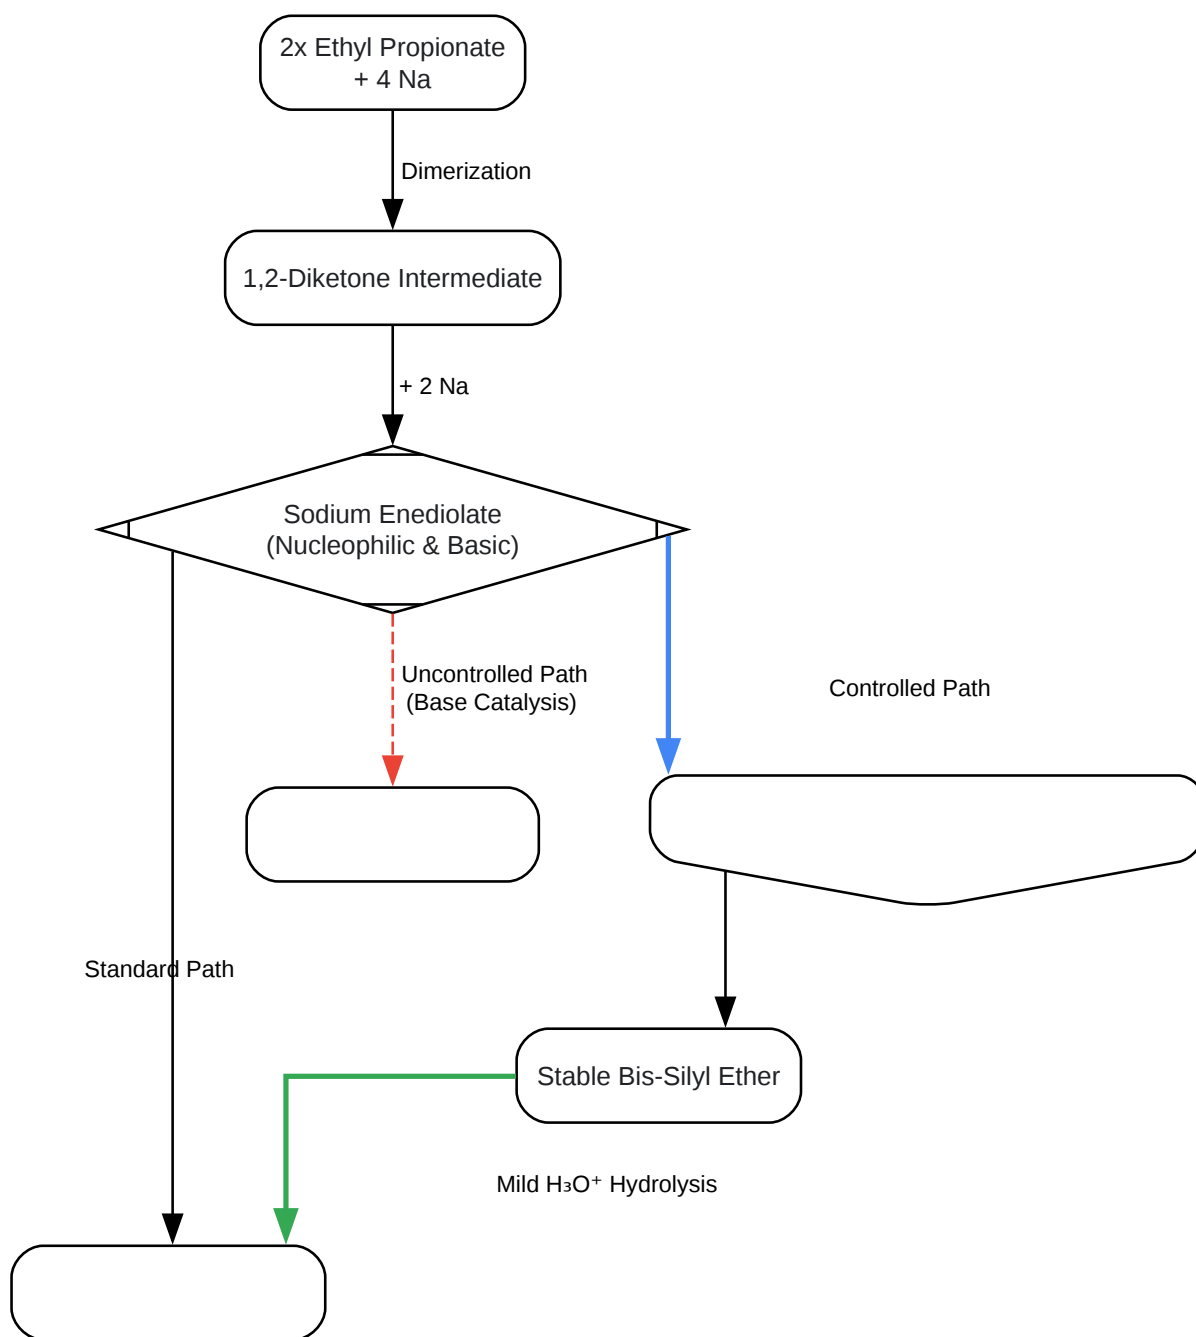 2x Ethyl Propionate
+ 4 Na
Dimerization
1,2-Diketone Intermediate
+ 2 Na
Sodium Enediolate
(Nucleophilic & Basic)
Uncontrolled Path
(Base Catalysis)
Controlled Path
Standard Path
Stable Bis-Silyl Ether
Mild H₃O⁺ Hydrolysis